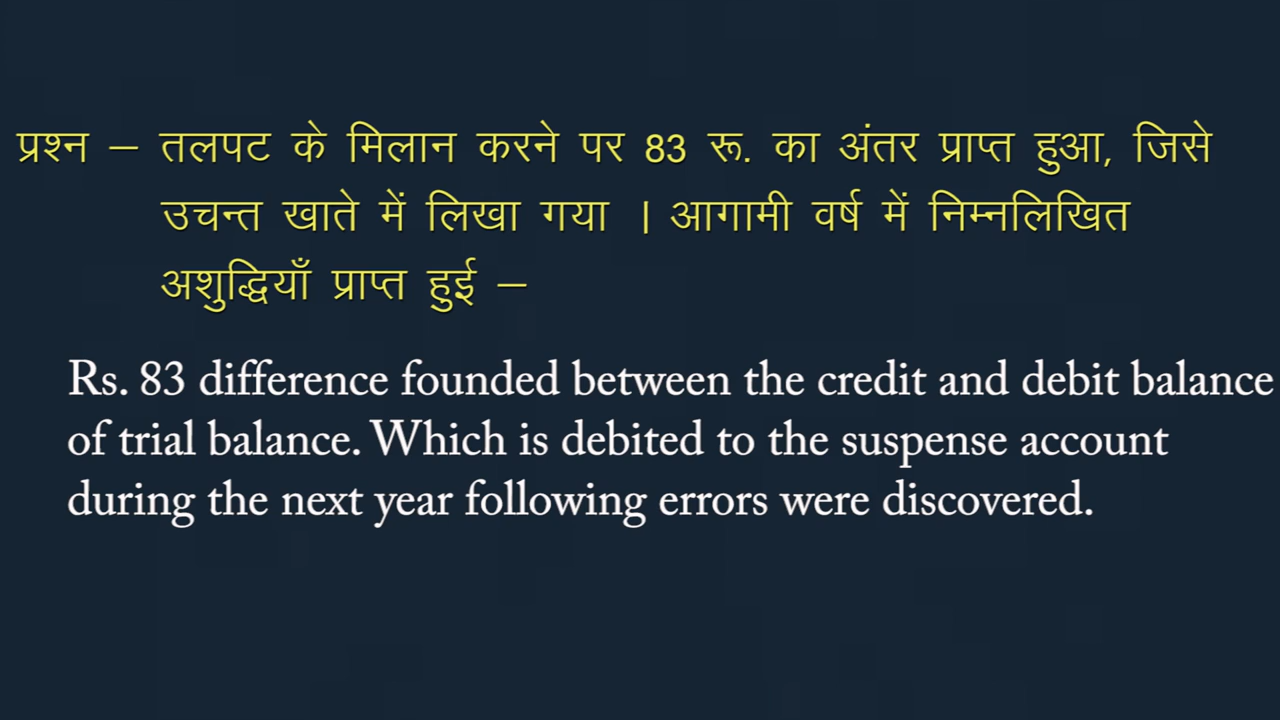 प्रश्न – तलपट के मिलान करने पर 83 रू. का अंतर प्राप्त हुआ, जिसे
उचन्त खाते में लिखा गया । आगामी वर्ष में निम्नलिखित
अशुद्धियाँ प्राप्त हुई –
Rs. 83 difference founded between the credit and debit balance
of trial balance. Which is debited to the suspense account
during the next year following errors were discovered.